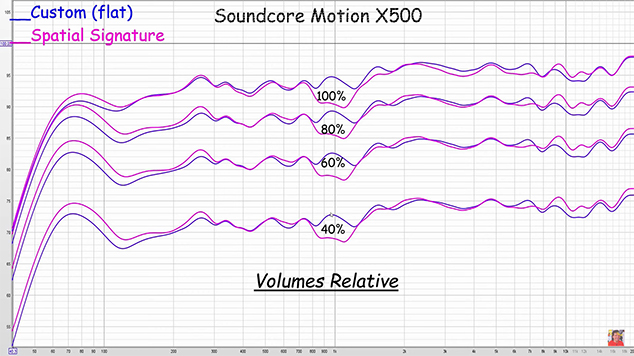 Soundcore Motion X500
Custom (flat)
Spatial Signature
100%
80%
60%
40%
Volumes Relative